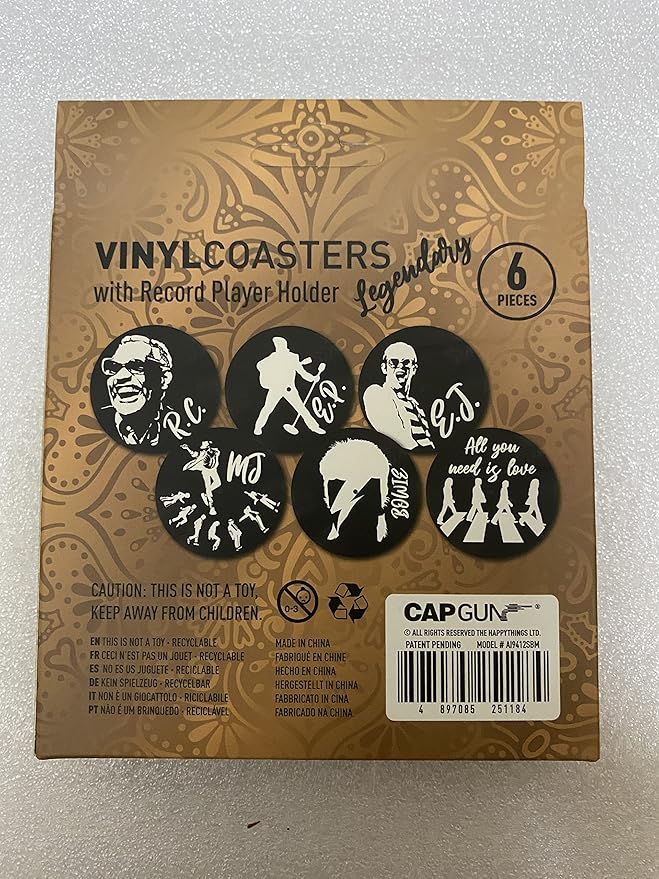 VINYLCOASTERS
Legendary
with Record Player Holder
6
PIECES
R.C.
E.P.
E.J.
MJ
BOWIE
All you
need is love
CAUTION: THIS IS NOT A TOY,
KEEP AWAY FROM CHILDREN.
0-3
EN THIS IS NOT A TOY - RECYCLABLE
FR CECI N'EST PAS UN JOUET - RECYCLABLE
ES NO ES UN JUGUETE - RECICLABLE
DE KEIN SPIELZEUG - RECYCELBAR
IT NON È UN GIOCATTOLO - RICICLABILE
PT NÃO É UM BRINQUEDO - RECICLÁVEL
MADE IN CHINA
FABRIQUÉ EN CHINE
HECHO EN CHINA
HERGESTELLT IN CHINA
FABBRICATO IN CINA
FABRICADO NA CHINA
CAPGUN®
© ALL RIGHTS RESERVED THE HAPPYTHINGS LTD.
PATENT PENDING MODEL # AI9412SBM
4 897085 251184